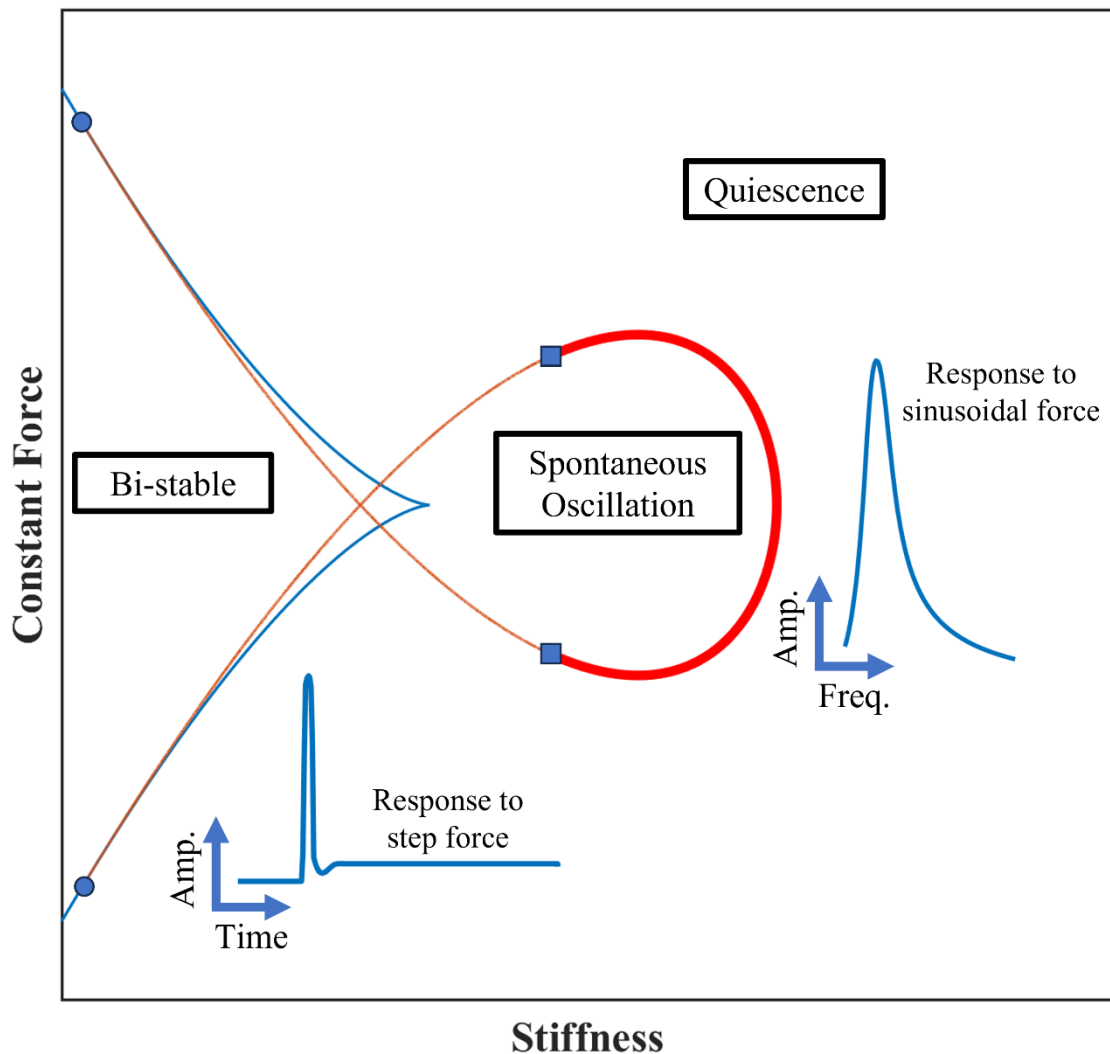 Quiescence
Response to
sinusoidal force
Constant Force
Bi-stable
Spontaneous
Oscillation
Amp.
Freq.
Response to
step force
Amp.
Time
Stiffness